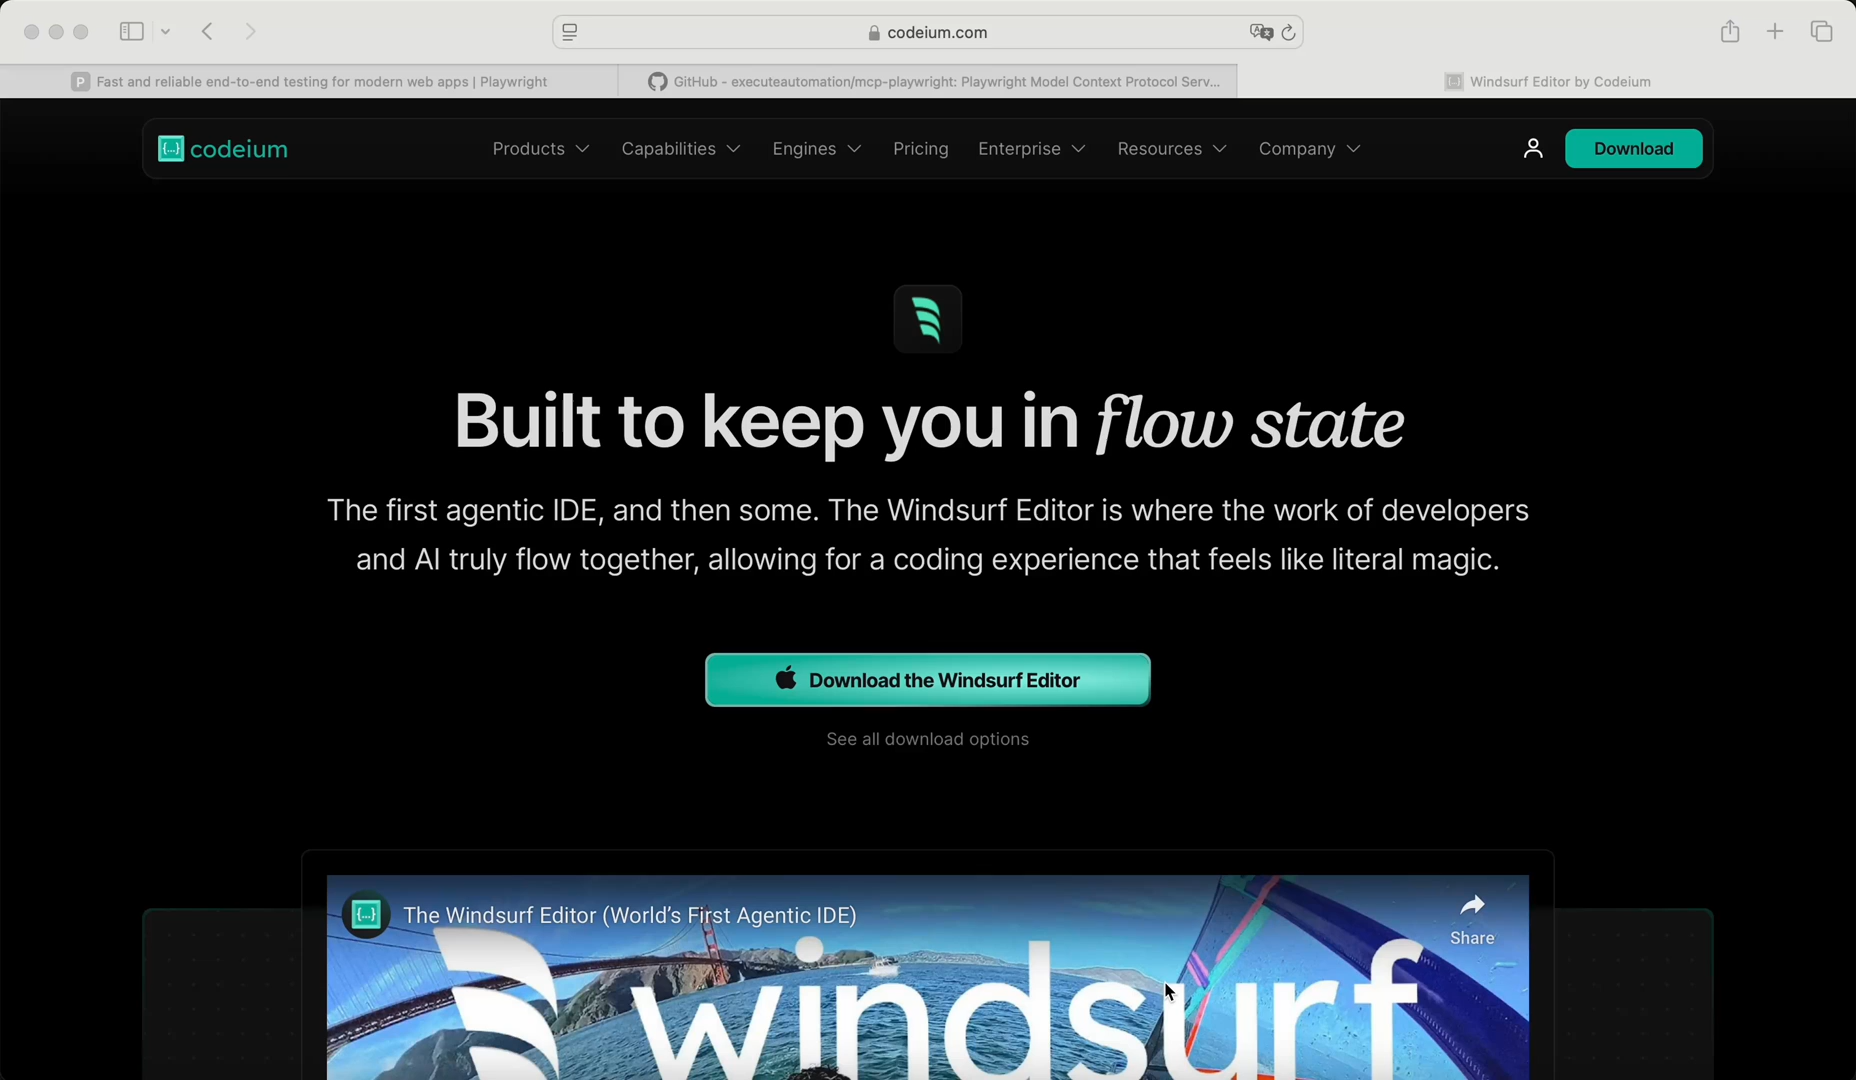 codeium.com
Fast and reliable end-to-end testing for modern web apps | Playwright
GitHub - executeautomation/mcp-playwright: Playwright Model Context Protocol Serv...
Windsurf Editor by Codeium
{...} codeium
Products
Capabilities
Engines
Pricing
Enterprise
Resources
Company
Download
Built to keep you in flow state
The first agentic IDE, and then some. The Windsurf Editor is where the work of developers
and AI truly flow together, allowing for a coding experience that feels like literal magic.
Download the Windsurf Editor
See all download options
{...} The Windsurf Editor (World's First Agentic IDE)
Share
windsurf